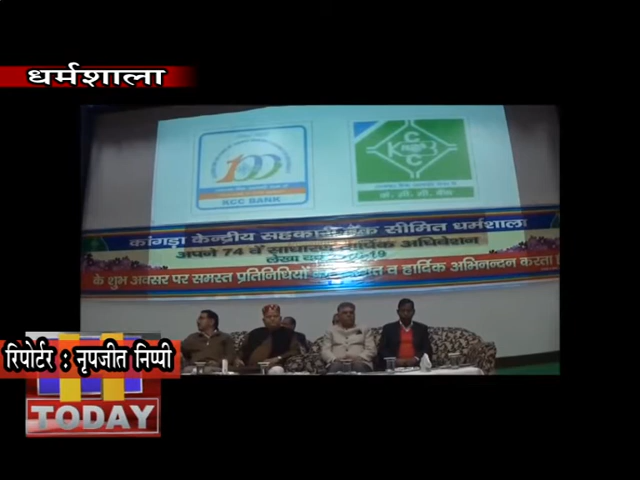 धर्मशाला
100
KCC BANK
C
K B
C
के. सी. सी. बैंक
कांगड़ा केन्द्रीय सहकारी बैंक सीमित धर्मशाला
अपने 74 वें साधारण वार्षिक अधिवेशन
लेखा
के शुभ अवसर पर समस्त प्रतिनिधियों का स्वागत व हार्दिक अभिनन्दन करता है
रिपोर्टर : नृपजीत निप्पी
TODAY